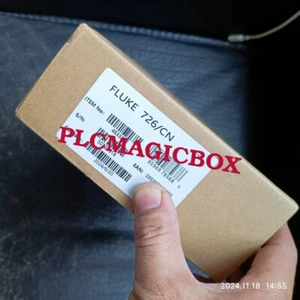 FLUKE 726/CN
ITEM No:
S/N:
PLCMAGICBOX
EAN:
2024.11.18 14:55